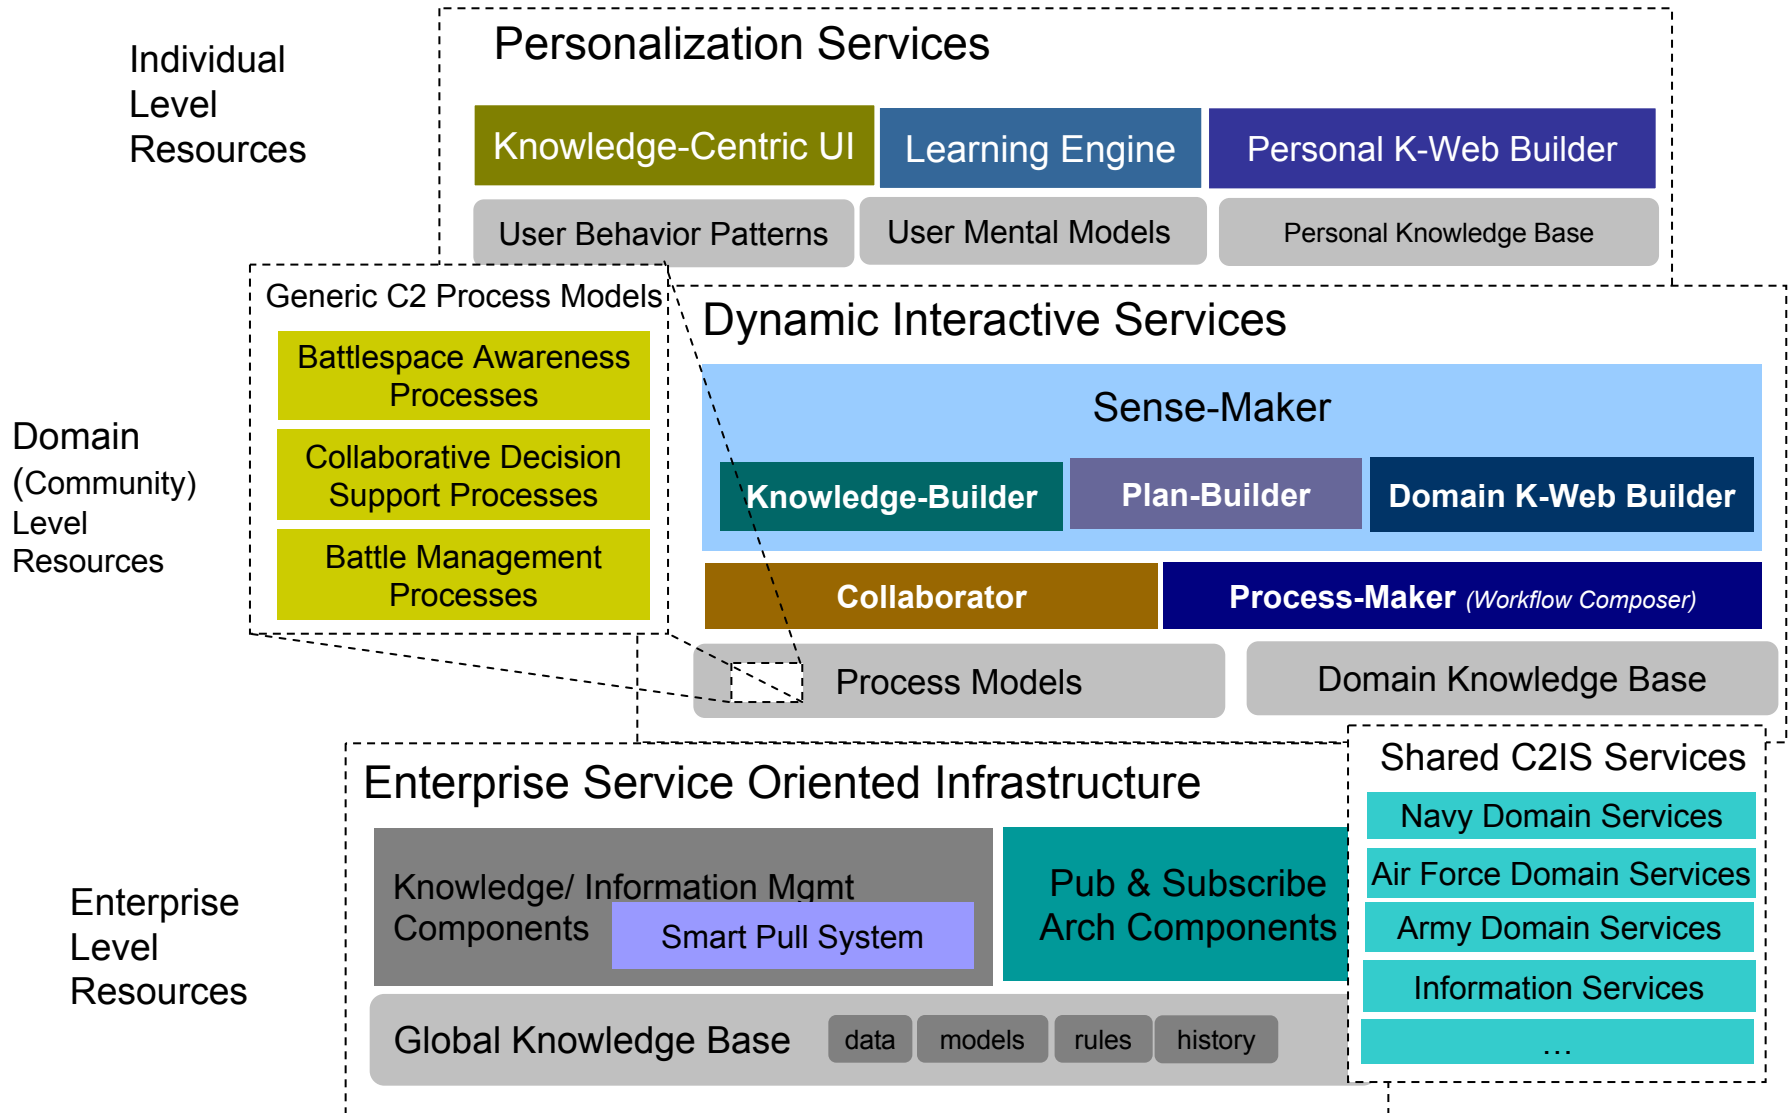 Individual
Level
Resources
Personalization Services
Knowledge-Centric UI
Learning Engine
Personal K-Web Builder
User Behavior Patterns
User Mental Models
Personal Knowledge Base
Domain
(Community)
Level
Resources
Generic C2 Process Models
Battlespace Awareness
Processes
Collaborative Decision
Support Processes
Battle Management
Processes
Dynamic Interactive Services
Sense-Maker
Knowledge-Builder
Plan-Builder
Domain K-Web Builder
Collaborator
Process-Maker (Workflow Composer)
Process Models
Domain Knowledge Base
Enterprise
Level
Resources
Enterprise Service Oriented Infrastructure
Knowledge/ Information Mgmt
Components
Smart Pull System
Pub & Subscribe
Arch Components
Global Knowledge Base
data
models
rules
history
Shared C2IS Services
Navy Domain Services
Air Force Domain Services
Army Domain Services
Information Services
…